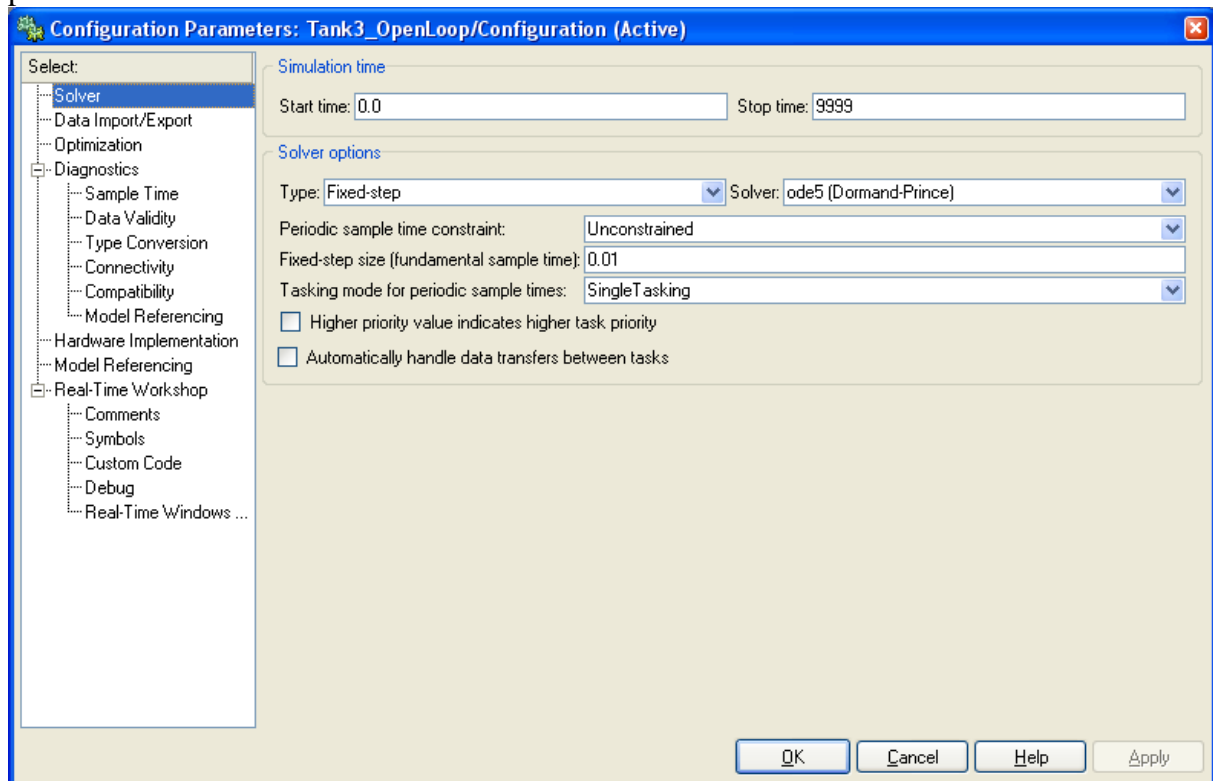 Configuration Parameters: Tank3_OpenLoop/Configuration (Active)
Select:
Solver
Data Import/Export
Optimization
Diagnostics
Sample Time
Data Validity
Type Conversion
Connectivity
Compatibility
Model Referencing
Hardware Implementation
Model Referencing
Real-Time Workshop
Comments
Symbols
Custom Code
Debug
Real-Time Windows ...
Simulation time
Start time: 0.0 Stop time: 9999
Solver options
Type: Fixed-step Solver: ode5 (Dormand-Prince)
Periodic sample time constraint: Unconstrained
Fixed-step size (fundamental sample time): 0.01
Tasking mode for periodic sample times: SingleTasking
Higher priority value indicates higher task priority
Automatically handle data transfers between tasks
OK Cancel Help Apply